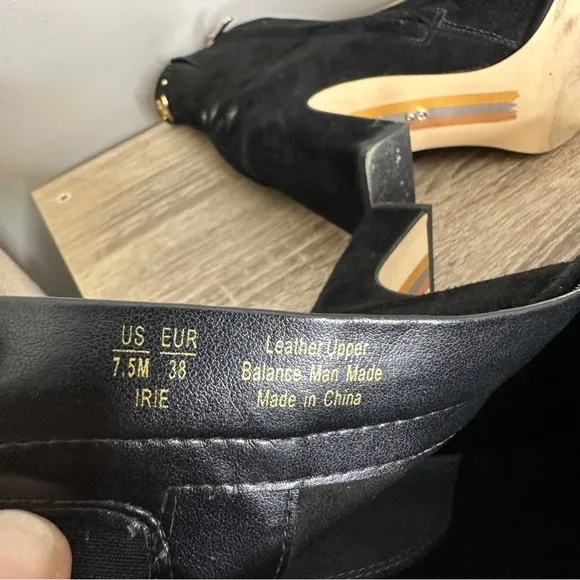 US EUR
7.5M 38
IRIE
Leather Upper
Balance Man Made
Made in China